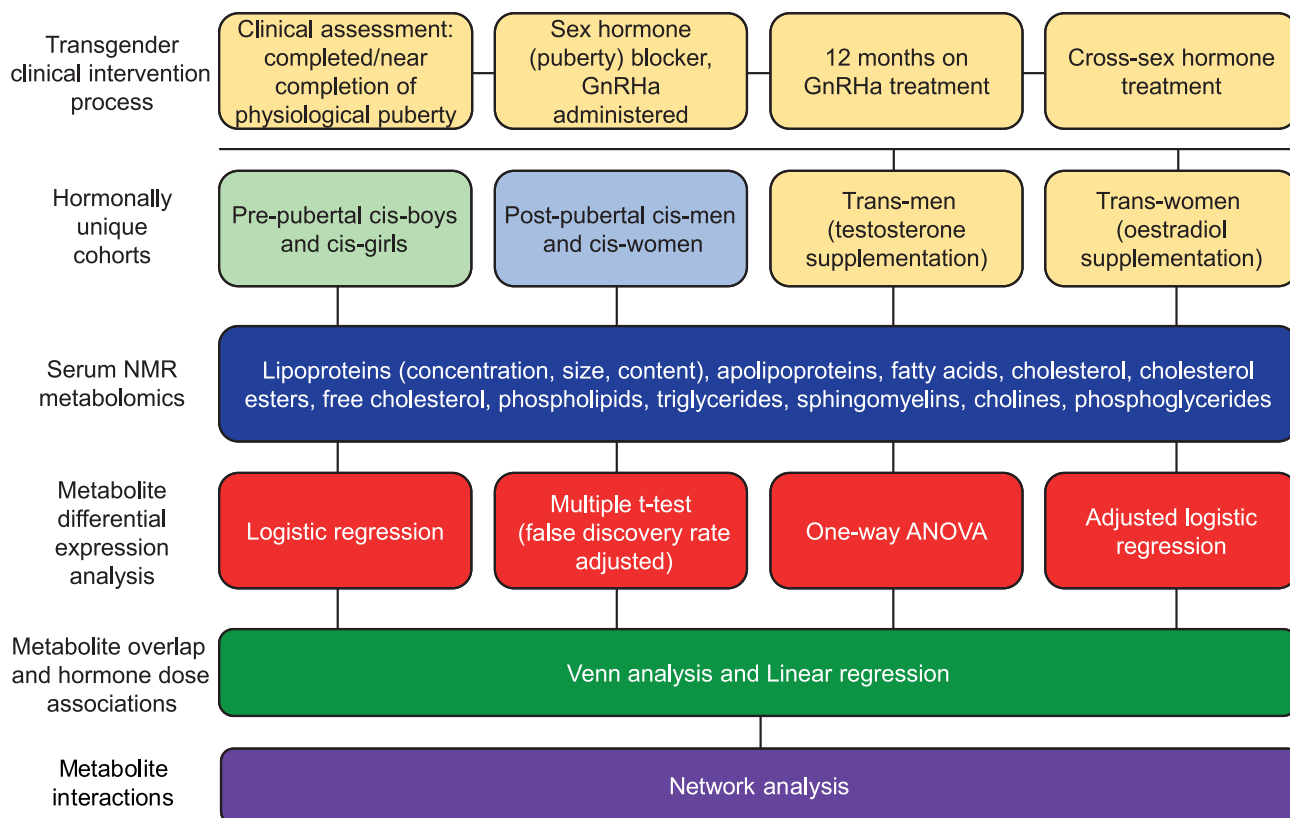 Transgender
clinical intervention
process
Clinical assessment:
completed/near
completion of
physiological puberty
Sex hormone
(puberty) blocker,
GnRHa
administered
12 months on
GnRHa treatment
Cross-sex hormone
treatment
Hormonally
unique
cohorts
Pre-pubertal cis-boys
and cis-girls
Post-pubertal cis-men
and cis-women
Trans-men
(testosterone
supplementation)
Trans-women
(oestradiol
supplementation)
Serum NMR
metabolomics
Lipoproteins (concentration, size, content), apolipoproteins, fatty acids, cholesterol, cholesterol
esters, free cholesterol, phospholipids, triglycerides, sphingomyelins, cholines, phosphoglycerides
Metabolite
differential
expression
analysis
Logistic regression
Multiple t-test
(false discovery rate
adjusted)
One-way ANOVA
Adjusted logistic
regression
Metabolite overlap
and hormone dose
associations
Venn analysis and Linear regression
Metabolite
interactions
Network analysis